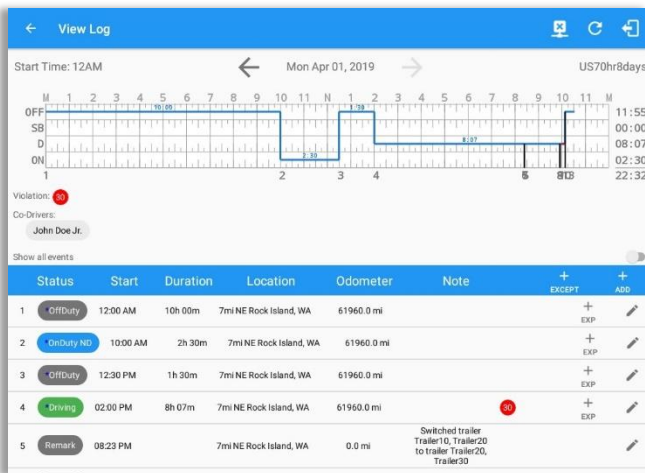 View Log
Start Time: 12AM
Mon Apr 01, 2019
US70hr8days
M 1 2 3 4 5 6 7 8 9 10 11 N 1 2 3 4 5 6 7 8 9 10 11 M
OFF 10:00 1:30 11:55
SB 00:00
D 8:07 08:07
ON 2:30 02:30
1 2 3 4 22:32
Violation: 30
Co-Drivers:
John Doe Jr.
Show all events
Status Start Duration Location Odometer Note + EXCEPT + ADD
1 *OffDuty 12:00 AM 10h 00m 7mi NE Rock Island, WA 61960.0 mi + EXP
2 *OnDuty ND 10:00 AM 2h 30m 7mi NE Rock Island, WA 61960.0 mi + EXP
3 *OffDuty 12:30 PM 1h 30m 7mi NE Rock Island, WA 61960.0 mi + EXP
4 *Driving 02:00 PM 8h 07m 7mi NE Rock Island, WA 61960.0 mi 30 + EXP
5 Remark 08:23 PM 7mi NE Rock Island, WA 0.0 mi Switched trailer
Trailer10, Trailer20
to trailer Trailer20,
Trailer30